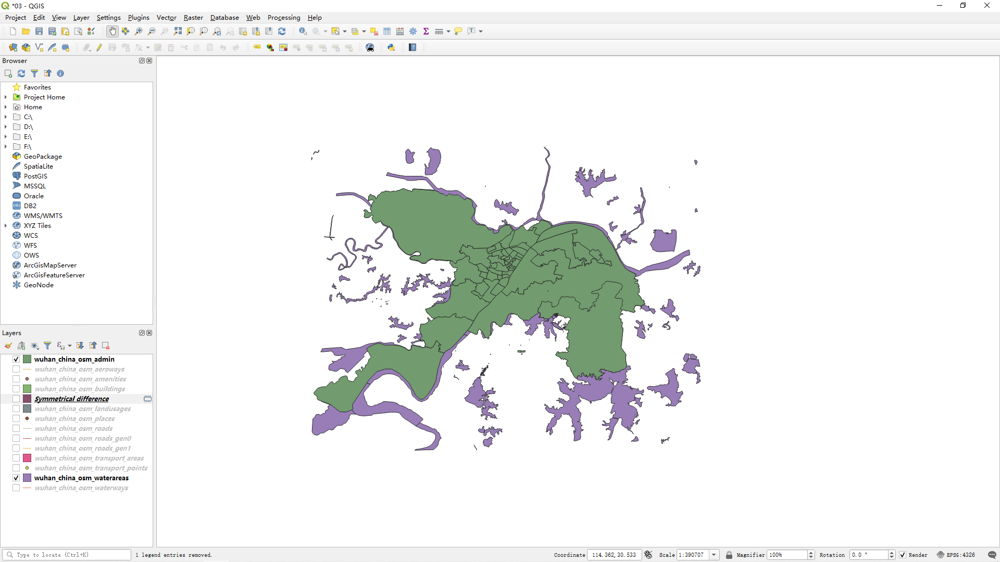 *03 - QGIS
Project Edit View Layer Settings Plugins Vector Raster Database Web Processing Help
Browser
Favorites
Project Home
Home
C:\
D:\
E:\
F:\
GeoPackage
SpatiaLite
PostGIS
MSSQL
Oracle
DB2
WMS/WMTS
XYZ Tiles
WCS
WFS
OWS
ArcGisMapServer
ArcGisFeatureServer
GeoNode
Layers
wuhan_china_osm_admin
wuhan_china_osm_aeroways
wuhan_china_osm_amenities
wuhan_china_osm_buildings
Symmetrical difference
wuhan_china_osm_landusages
wuhan_china_osm_places
wuhan_china_osm_roads
wuhan_china_osm_roads_gen0
wuhan_china_osm_roads_gen1
wuhan_china_osm_transport_areas
wuhan_china_osm_transport_points
wuhan_china_osm_waterareas
wuhan_china_osm_waterways
Type to locate (Ctrl+K) 1 legend entries removed. Coordinate 114.362,30.533 Scale 1:390707 Magnifier 100% Rotation 0.0 ° Render EPSG:4326